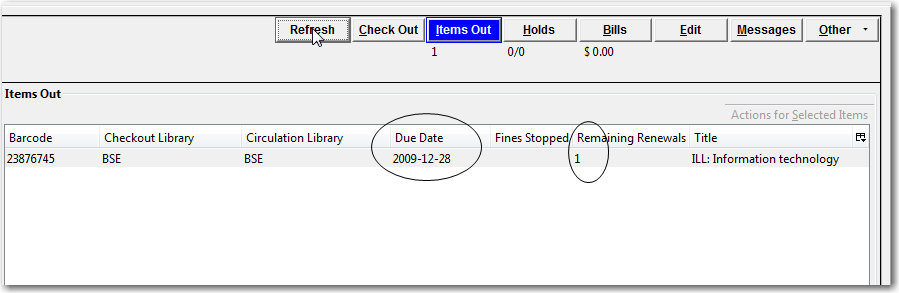 Refresh Check Out Items Out Holds Bills Edit Messages Other
1 0/0 $ 0.00
Items Out
Actions for Selected Items
Barcode Checkout Library Circulation Library Due Date Fines Stopped Remaining Renewals Title
23876745 BSE BSE 2009-12-28 1 ILL: Information technology